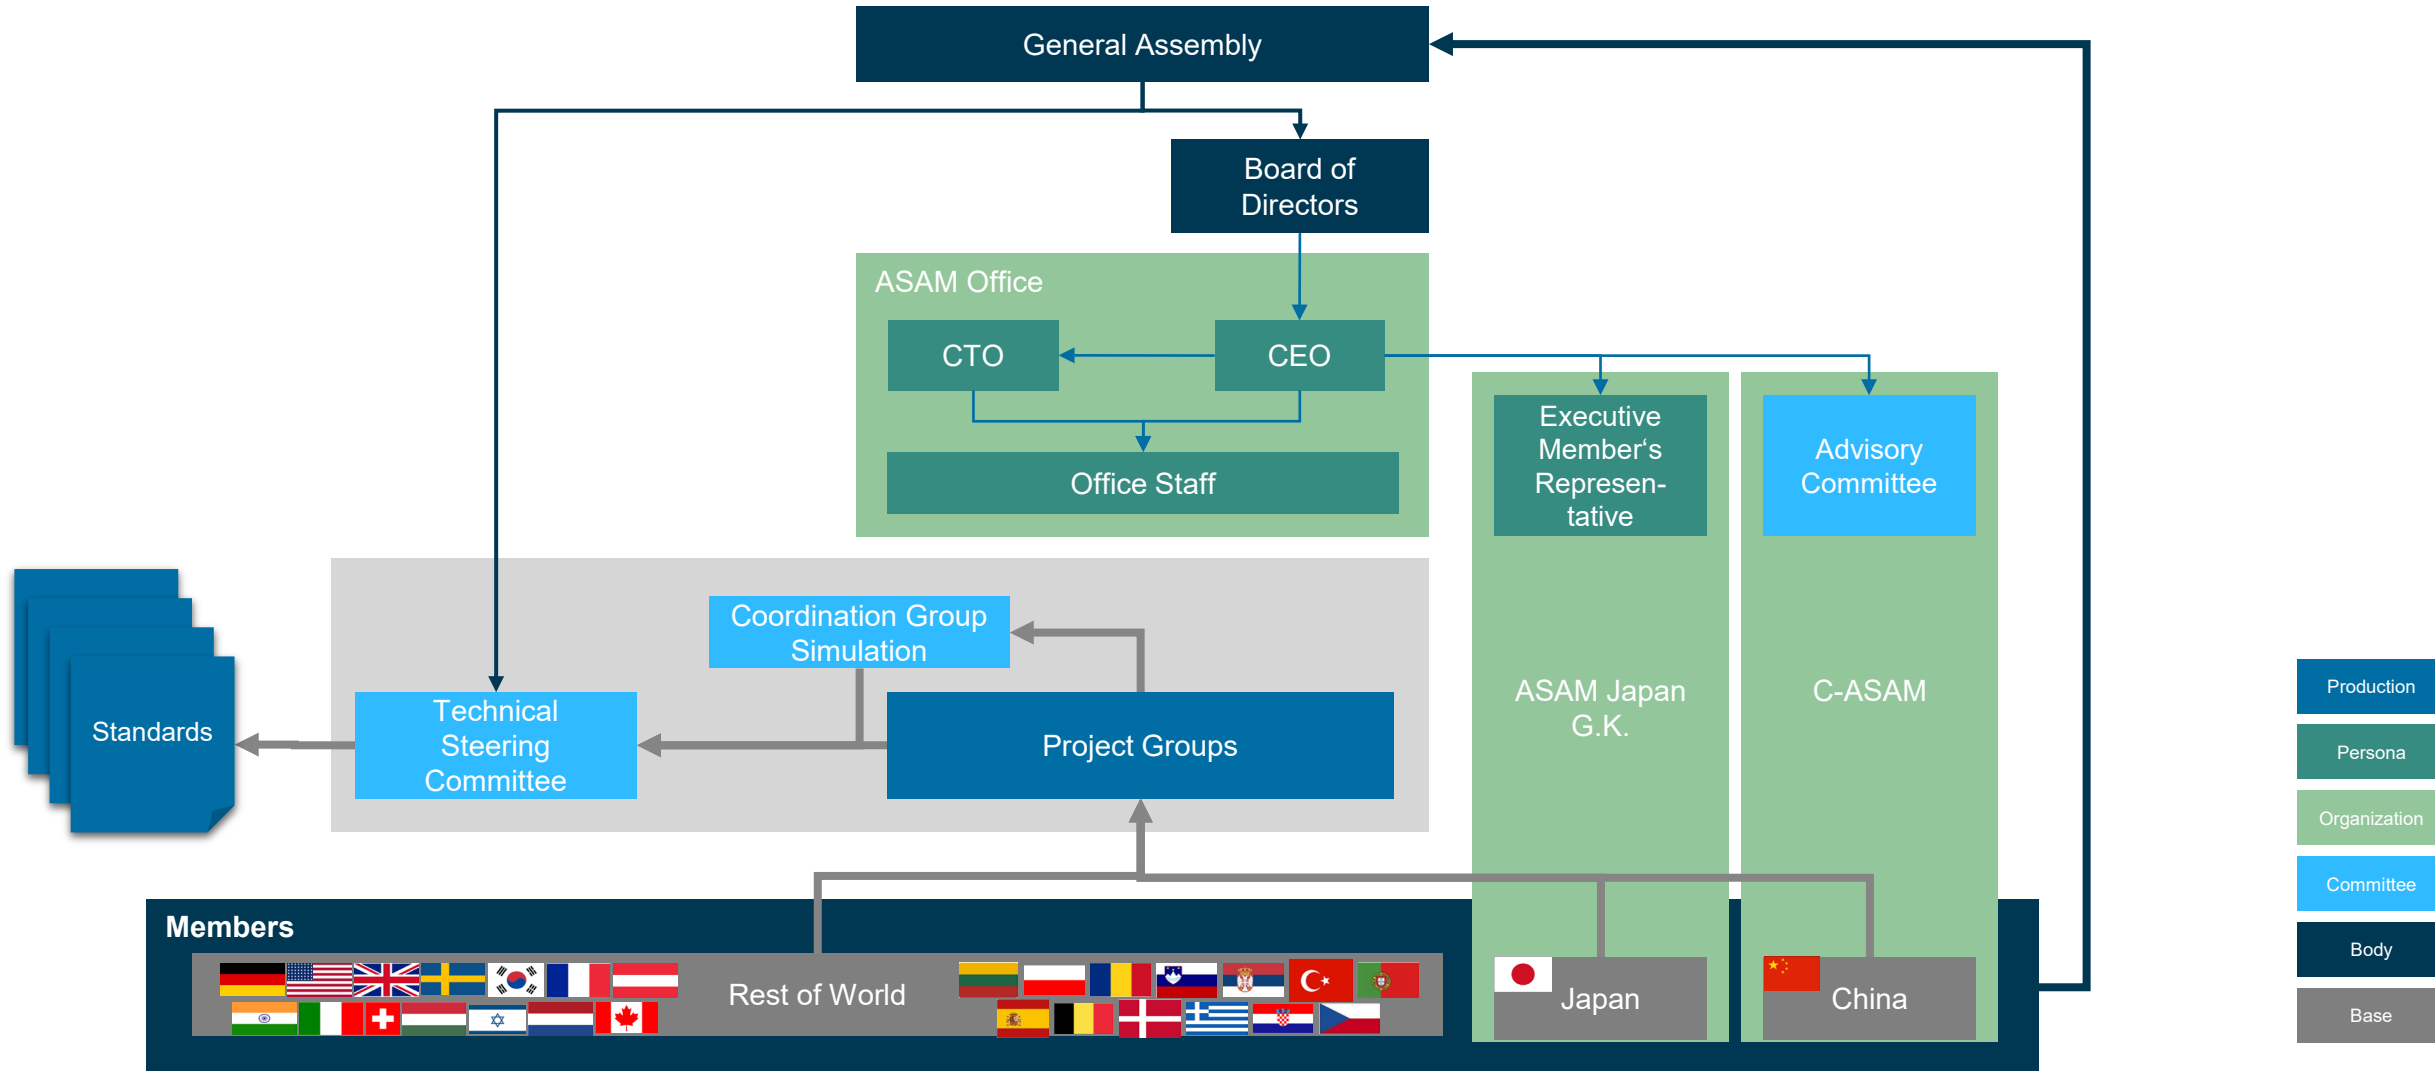 General Assembly
Board of
Directors
ASAM Office
CTO
CEO
Office Staff
Executive
Member‘s
Represen-
tative
Advisory
Committee
Coordination Group
Simulation
Technical
Steering
Committee
Project Groups
Standards
ASAM Japan
G.K.
C-ASAM
Members
Rest of World
Japan
China
Production
Persona
Organization
Committee
Body
Base